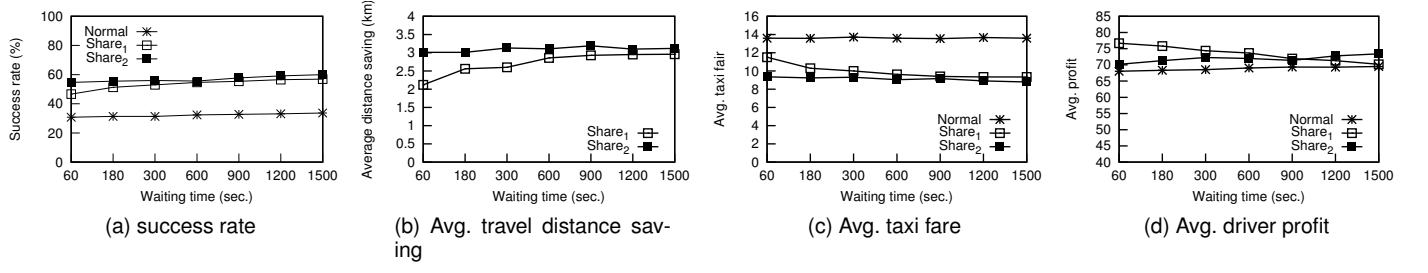 Success rate (%)
100
80
60
40
20
0
Normal
Share1
Share2
60 180 300 600 900 1200 1500
Waiting time (sec.)
(a) success rate
Average distance saving (km)
4
3.5
3
2.5
2
1.5
1
0.5
0
Share1
Share2
60 180 300 600 900 1200 1500
Waiting time (sec.)
(b) Avg. travel distance sav-
ing
Avg. taxi fair
16
14
12
10
8
6
4
2
0
Normal
Share1
Share2
60 180 300 600 900 1200 1500
Waiting time (sec.)
(c) Avg. taxi fare
Avg. profit
85
80
75
70
65
60
55
50
45
40
Normal
Share1
Share2
60 180 300 600 900 1200 1500
Waiting time (sec.)
(d) Avg. driver profit